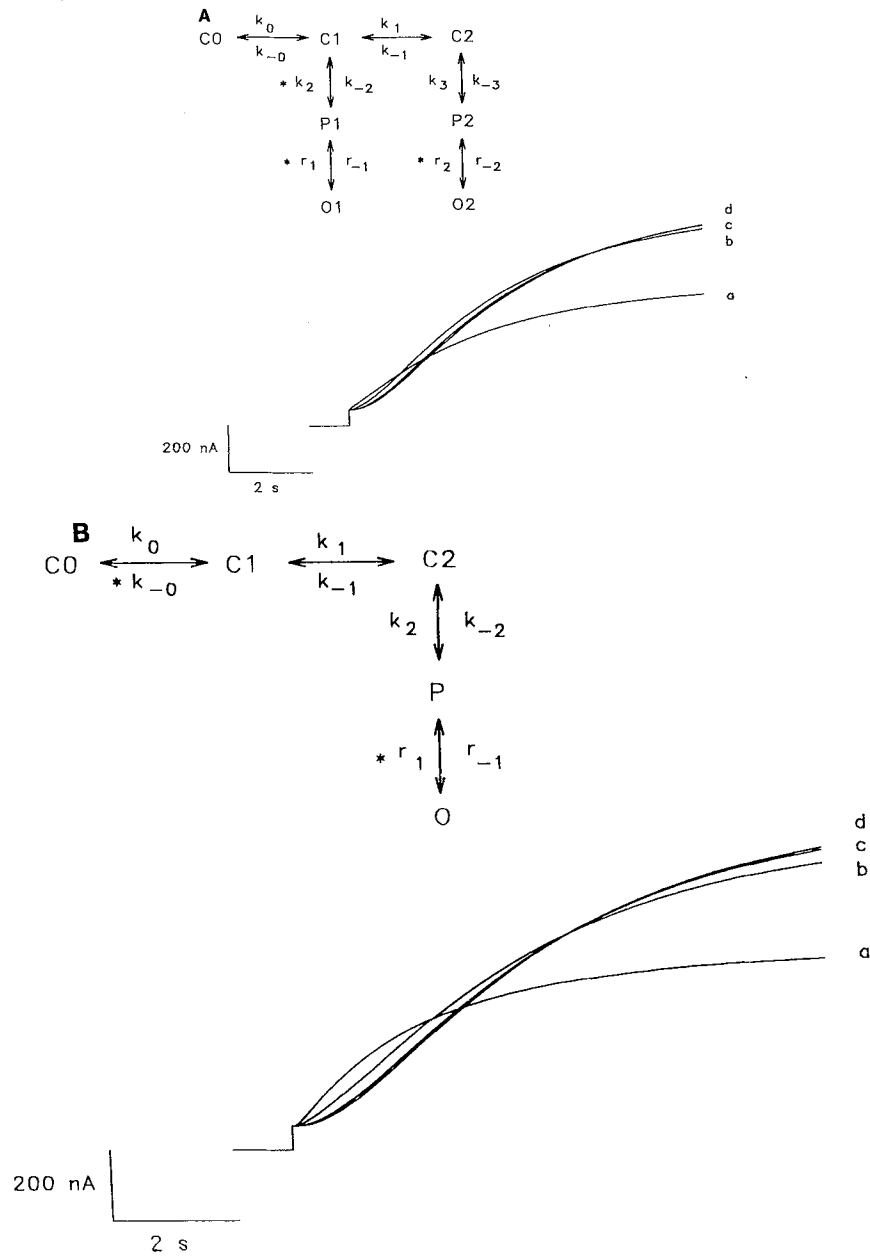 A
k0 k1
C0 C1 C2
k-0 k-1
* k2 k-2 k3 k-3
P1 P2
* r1 r-1 * r2 r-2
O1 O2
d
c
b
a
200 nA
2 s
B
k0 k1
C0 C1 C2
* k-0 k-1
k2 k-2
P
* r1 r-1
O
d
c
b
a
200 nA
2 s